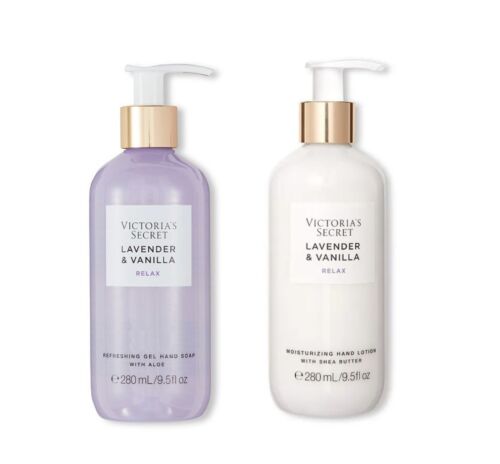 VICTORIA'S
SECRET
LAVENDER
& VANILLA
RELAX
REFRESHING GEL HAND SOAP
WITH ALOE
℮280 mL/9.5fl oz
VICTORIA'S
SECRET
LAVENDER
& VANILLA
RELAX
MOISTURIZING HAND LOTION
WITH SHEA BUTTER
℮280 mL/9.5fl oz